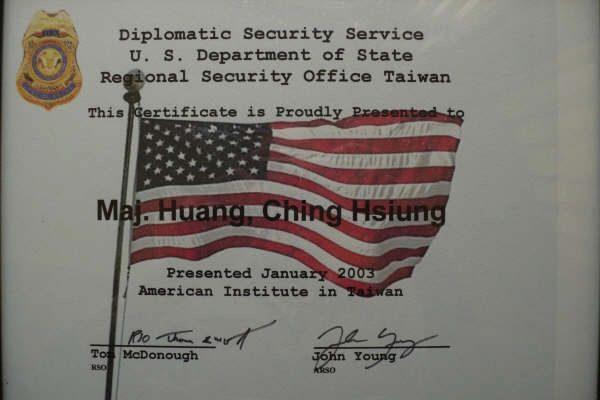 Diplomatic Security Service
U. S. Department of State
Regional Security Office Taiwan
This Certificate is Proudly Presented to
Maj. Huang, Ching Hsiung
Presented January 2003
American Institute in Taiwan
Tom McDonough
John Young
RSO
ARSO